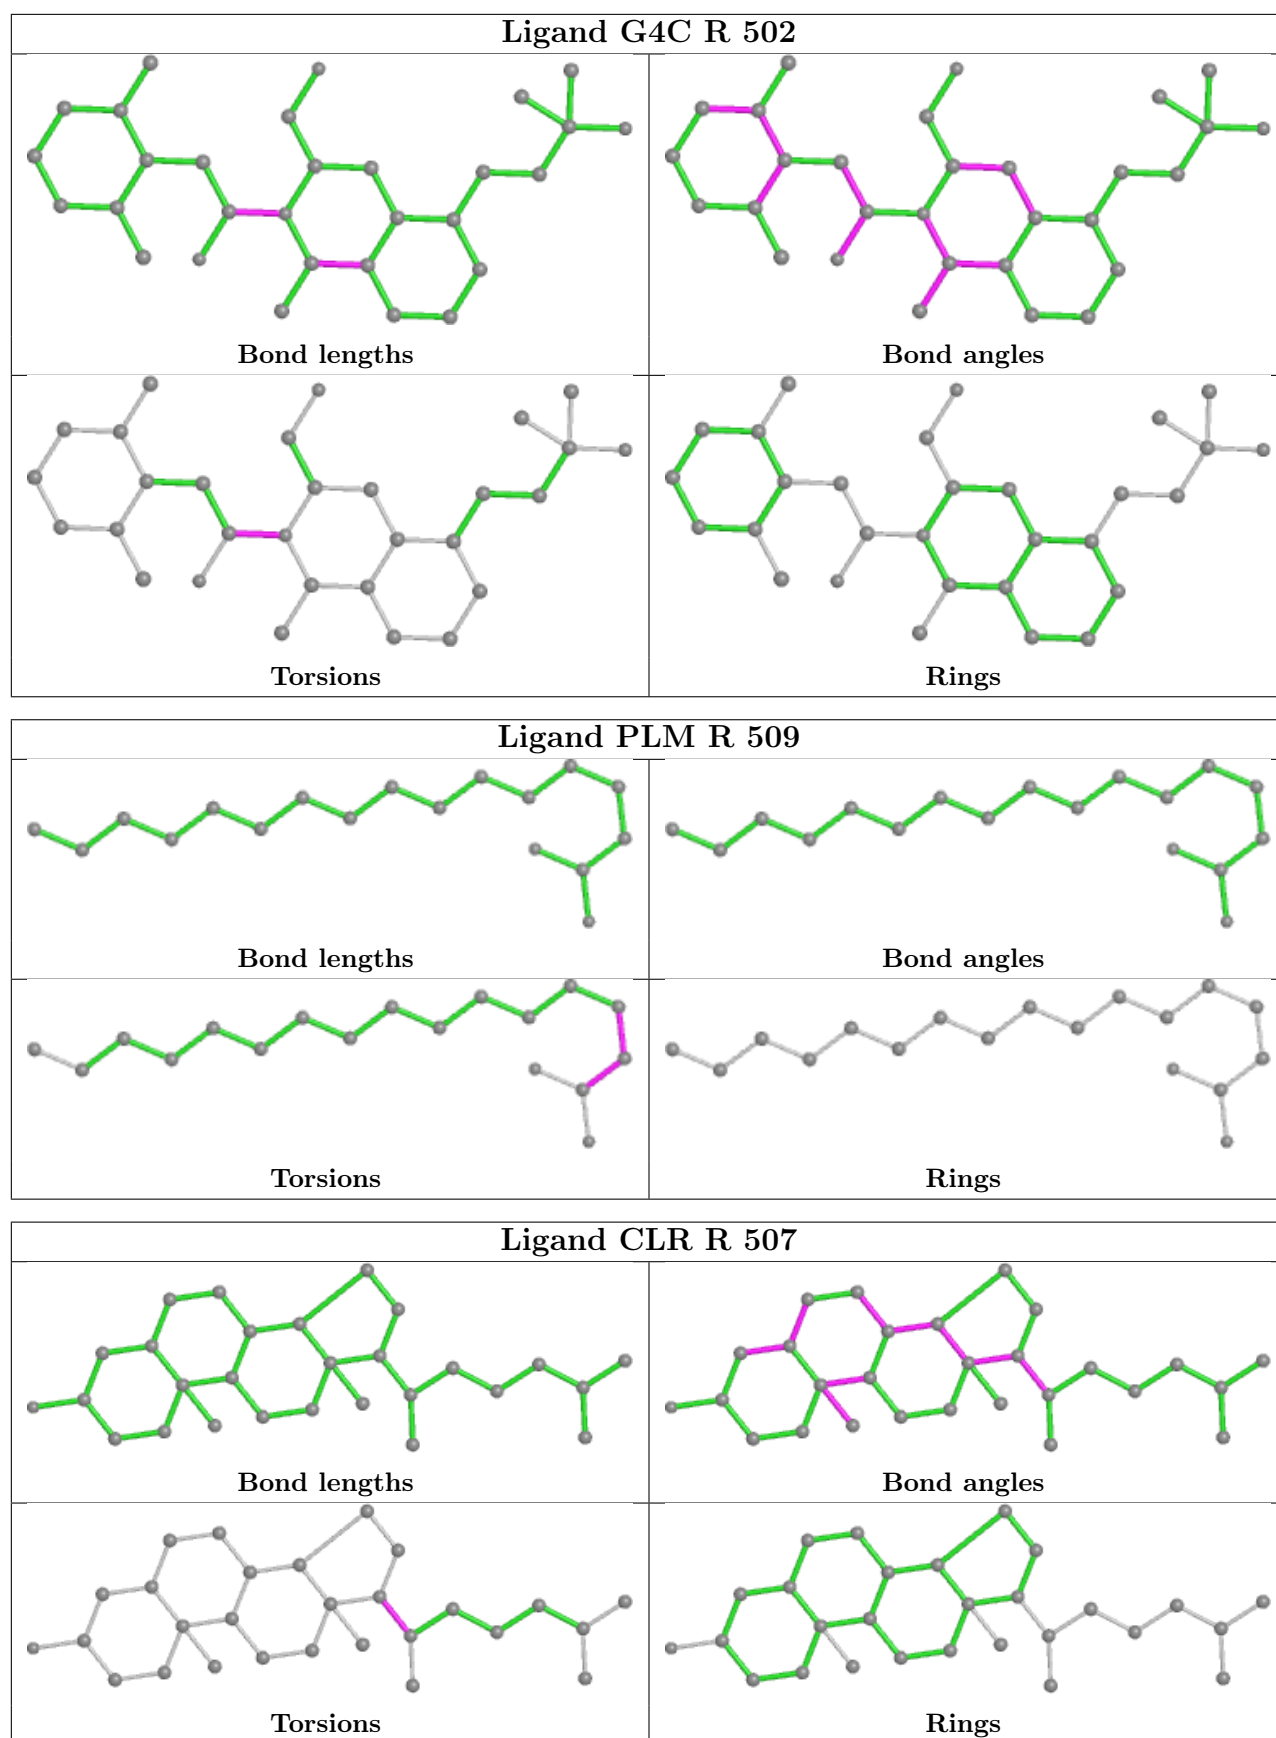 Ligand G4C R 502
Bond lengths
Bond angles
Torsions
Rings
Ligand PLM R 509
Bond lengths
Bond angles
Torsions
Rings
Ligand CLR R 507
Bond lengths
Bond angles
Torsions
Rings